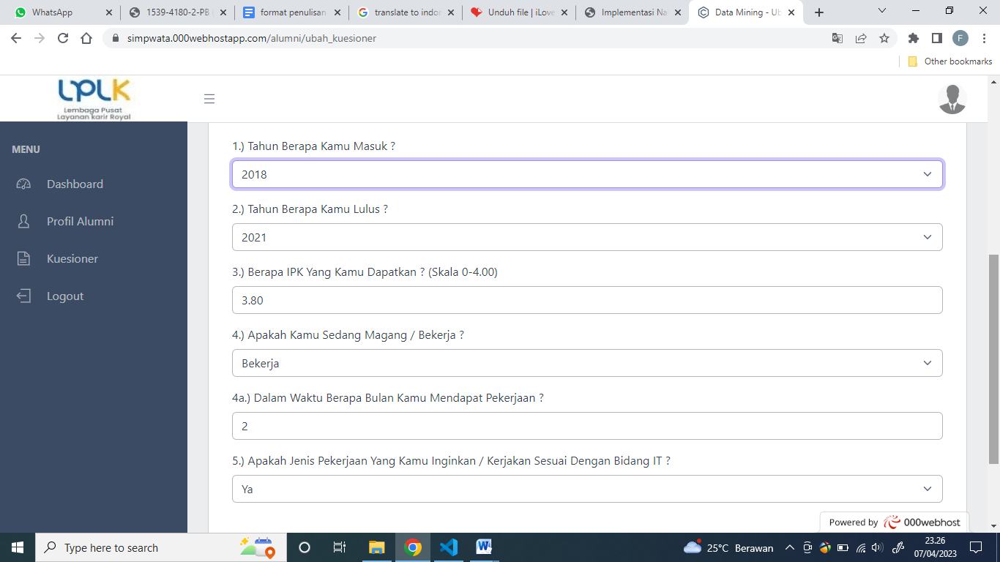 WhatsApp
1539-4180-2-PB
format penulisan
translate to indor
Unduh file | iLove
Implementasi Na
Data Mining - Ub
simpwata.000webhostapp.com/alumni/ubah_kuesioner
F
Other bookmarks
LPLK
Lembaga Pusat
Layanan karir Royal
MENU
Dashboard
Profil Alumni
Kuesioner
Logout
1.) Tahun Berapa Kamu Masuk ?
2018
2.) Tahun Berapa Kamu Lulus ?
2021
3.) Berapa IPK Yang Kamu Dapatkan ? (Skala 0-4.00)
3.80
4.) Apakah Kamu Sedang Magang / Bekerja ?
Bekerja
4a.) Dalam Waktu Berapa Bulan Kamu Mendapat Pekerjaan ?
2
5.) Apakah Jenis Pekerjaan Yang Kamu Inginkan / Kerjakan Sesuai Dengan Bidang IT ?
Ya
Powered by 000webhost
Type here to search
25°C Berawan
23.26
07/04/2023